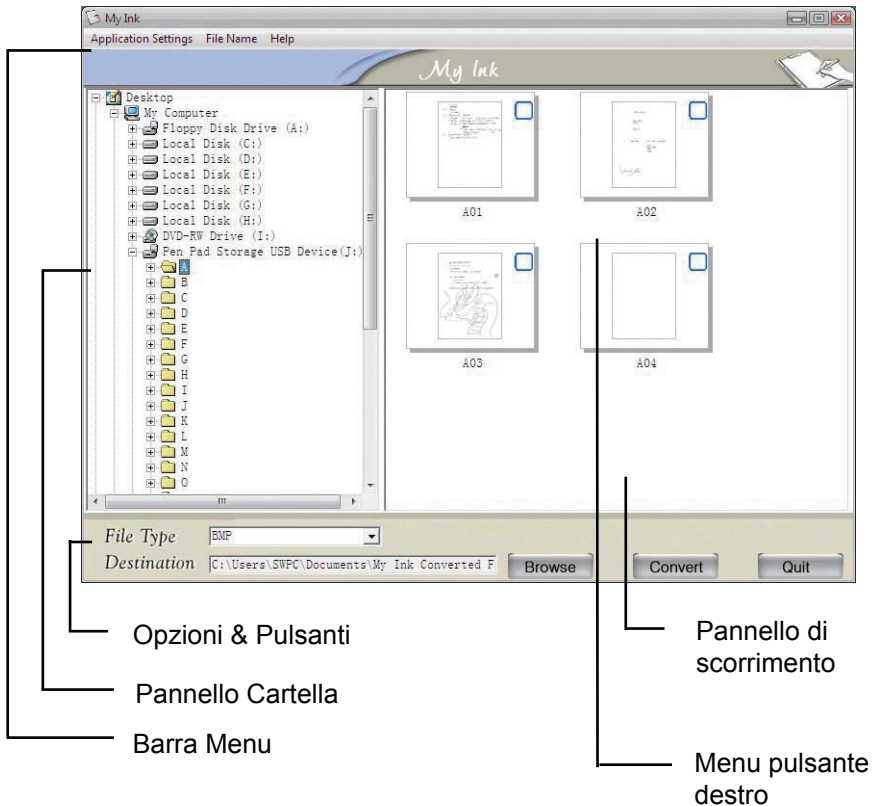 My Ink
Application Settings File Name Help
My Ink
Desktop
My Computer
Floppy Disk Drive (A:)
Local Disk (C:)
Local Disk (D:)
Local Disk (E:)
Local Disk (F:)
Local Disk (G:)
Local Disk (H:)
DVD-RW Drive (I:)
Pen Pad Storage USB Device(J:)
A
B
C
D
E
F
G
H
I
J
K
L
M
N
O
A01
A02
A03
A04
File Type BMP
Destination C:\Users\SWPC\Documents\My Ink Converted F Browse Convert Quit
Opzioni & Pulsanti
Pannello Cartella
Barra Menu
Pannello di
scorrimento
Menu pulsante
destro